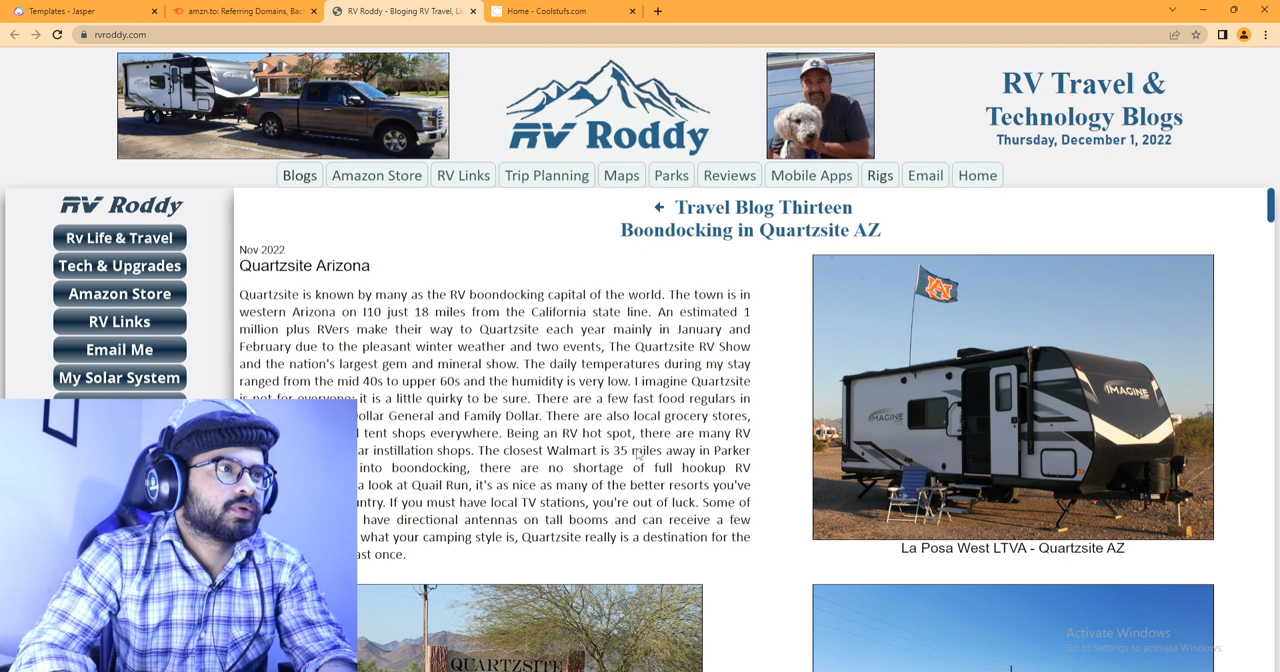 Templates - Jasper
amzn.to: Referring Domains, Bac
RV Roddy - Bloging RV Travel, Li
Home - Coolstufs.com
rvroddy.com
RV Roddy
RV Travel &
Technology Blogs
Thursday, December 1, 2022
Blogs
Amazon Store
RV Links
Trip Planning
Maps
Parks
Reviews
Mobile Apps
Rigs
Email
Home
RV Roddy
Rv Life & Travel
Tech & Upgrades
Amazon Store
RV Links
Email Me
My Solar System
Travel Blog Thirteen
Boondocking in Quartzsite AZ
Nov 2022
Quartzsite Arizona
Quartzsite is known by many as the RV boondocking capital of the world. The town is in
western Arizona on I10 just 18 miles from the California state line. An estimated 1
million plus RVers make their way to Quartzsite each year mainly in January and
February due to the pleasant winter weather and two events, The Quartzsite RV Show
and the nation's largest gem and mineral show. The daily temperatures during my stay
ranged from the mid 40s to upper 60s and the humidity is very low. I imagine Quartzsite
is not for everyone; it is a little quirky to be sure. There are a few fast food regulars in
ollar General and Family Dollar. There are also local grocery stores,
tent shops everywhere. Being an RV hot spot, there are many RV
ar instillation shops. The closest Walmart is 35 miles away in Parker
into boondocking, there are no shortage of full hookup RV
a look at Quail Run, it's as nice as many of the better resorts you've
ntry. If you must have local TV stations, you're out of luck. Some of
have directional antennas on tall booms and can receive a few
what your camping style is, Quartzsite really is a destination for the
ast once.
IMAGINE
IMAGINE
La Posa West LTVA - Quartzsite AZ
QUARTZSITE
Activate Windows
Go to Settings to activate Windows.